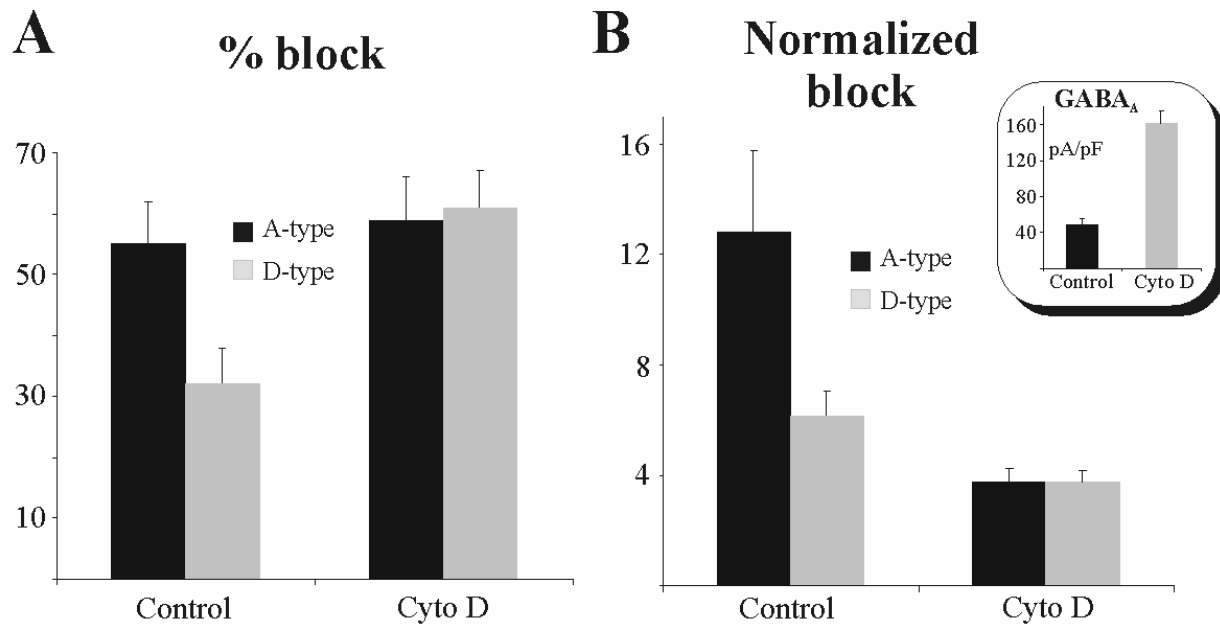 A
% block
70
50
30
10
A-type
D-type
Control
Cyto D
B
Normalized
block
16
12
8
4
A-type
D-type
Control
Cyto D
GABAA
160
120
80
40
pA/pF
Control
Cyto D